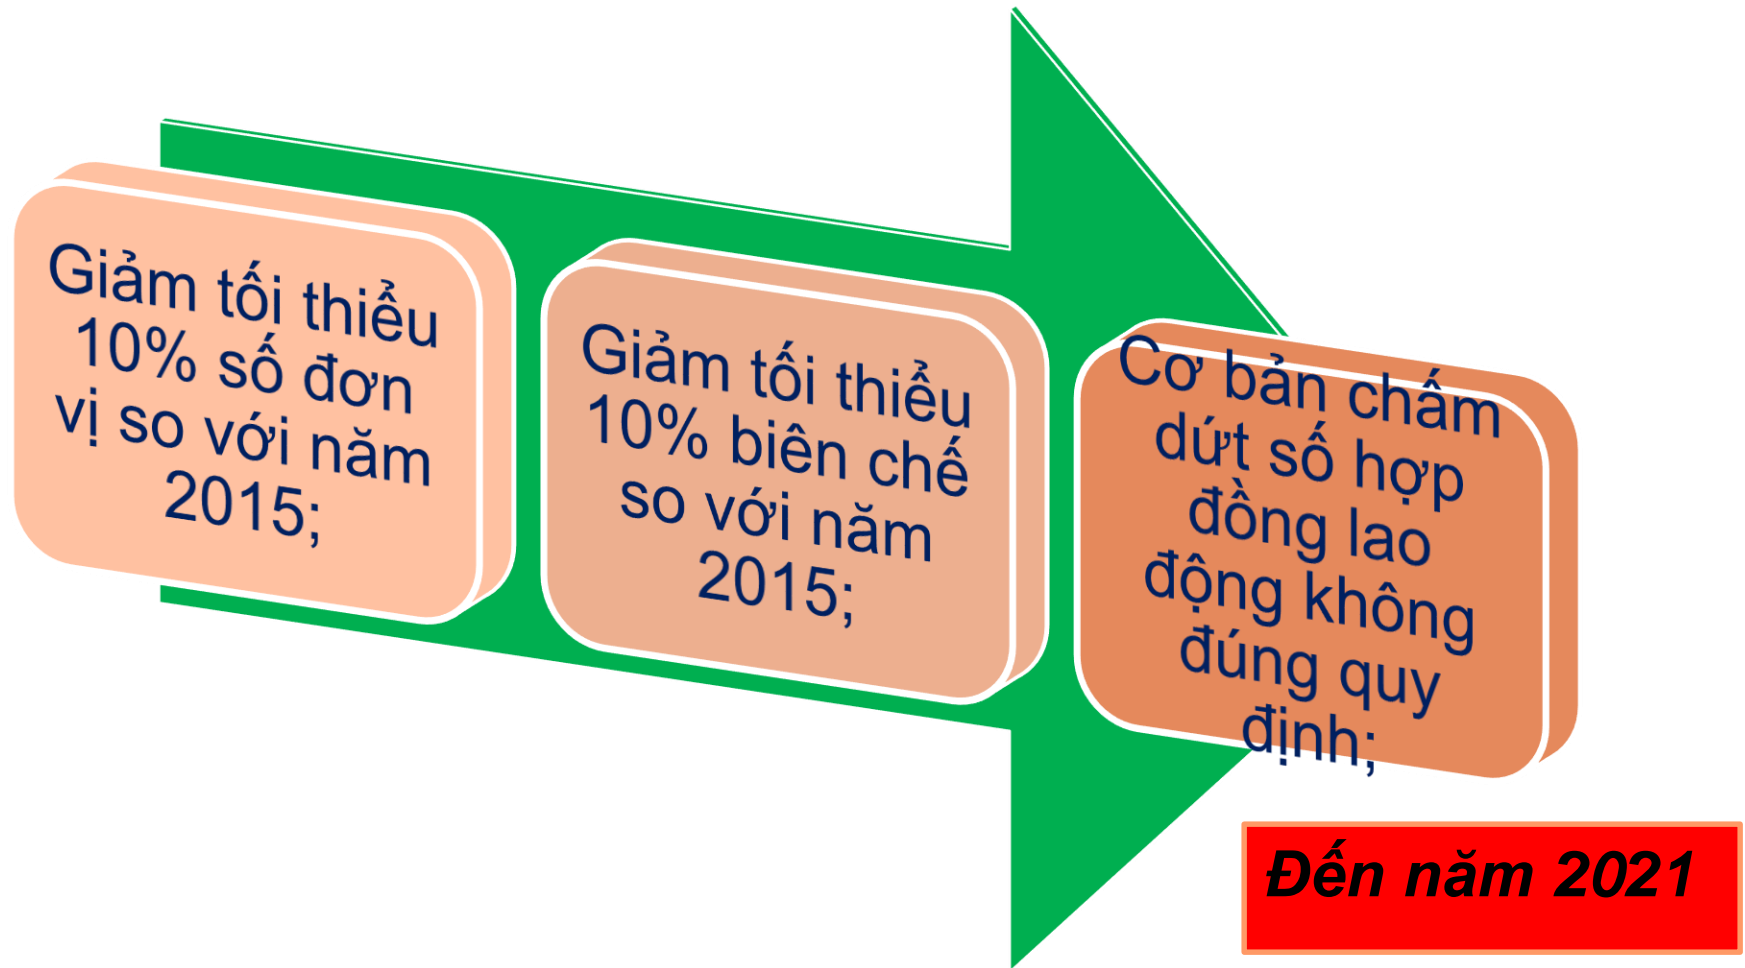 Giảm tối thiểu
10% số đơn
vị so với năm
2015;
Giảm tối thiểu
10% biên chế
so với năm
2015;
Cơ bản chấm
dứt số hợp
đồng lao
động không
đúng quy
định;
Đến năm 2021